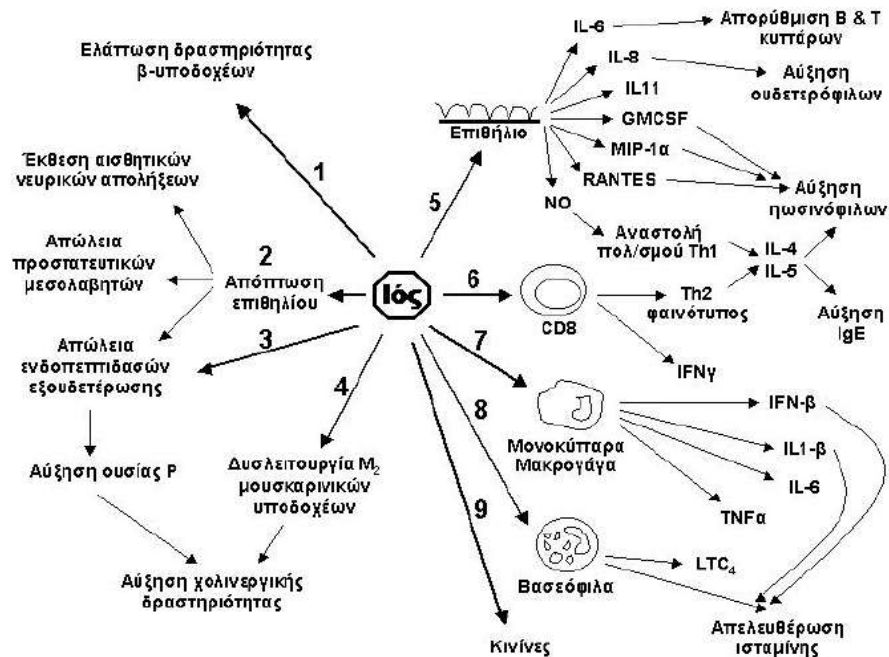 Ελάττωση δραστηριότητας
β-υποδοχέων
1
Έκθεση αισθητικών
νευρικών απολήξεων
2
Απώλεια
προστατευτικών
μεσολαβητών
Απόπτωση
επιθηλίου
Ιός
3
Απώλεια
ενδοπεπτιδασών
εξουδετέρωσης
4
Αύξηση ουσίας P
Δυσλειτουργία M2
μουσκαρινικών
υποδοχέων
Αύξηση χολινεργικής
δραστηριότητας
5
Επιθήλιο
IL-6
Απορύθμιση B & T
κυττάρων
IL-8
Αύξηση
ουδετερόφιλων
IL11
GMCSF
MIP-1α
RANTES
NO
Αύξηση
ηωσινόφιλων
Αναστολή
πολ/σμού Th1
IL-4
IL-5
6
CD8
Th2
φαινότυπος
Αύξηση
IgE
IFNγ
7
Μονοκύτταρα
Μακρογάγα
IFN-β
IL1-β
IL-6
TNFα
8
Βασεόφιλα
LTC4
Απελευθέρωση
ισταμίνης
9
Κινίνες